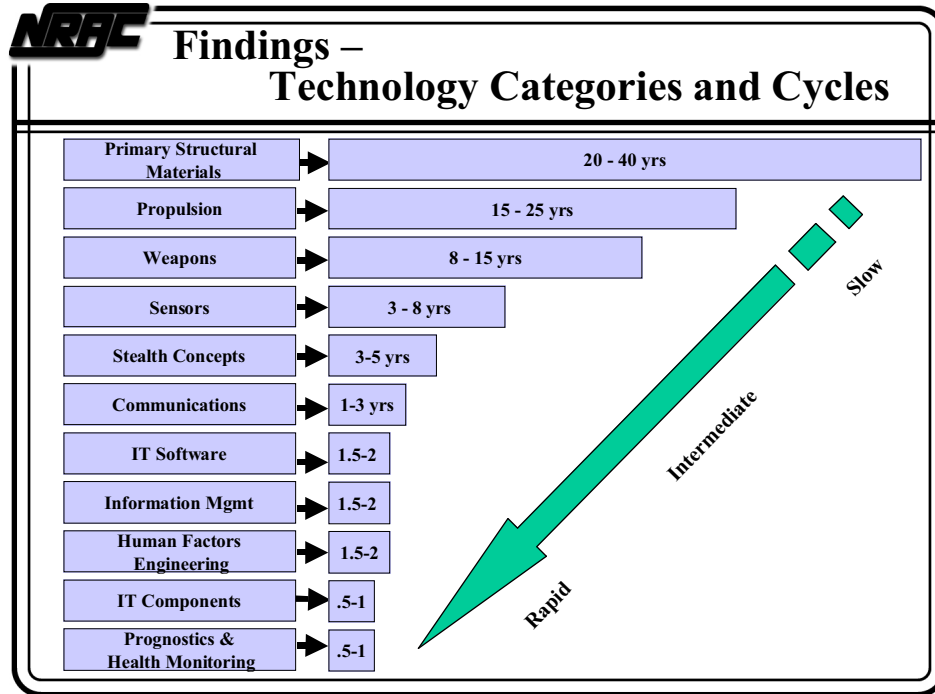 NRAC
Findings –
Technology Categories and Cycles
Primary Structural
Materials
20 - 40 yrs
Propulsion
15 - 25 yrs
Weapons
8 - 15 yrs
Sensors
3 - 8 yrs
Stealth Concepts
3-5 yrs
Communications
1-3 yrs
IT Software
1.5-2
Information Mgmt
1.5-2
Human Factors
Engineering
1.5-2
IT Components
.5-1
Prognostics &
Health Monitoring
.5-1
Slow
Intermediate
Rapid